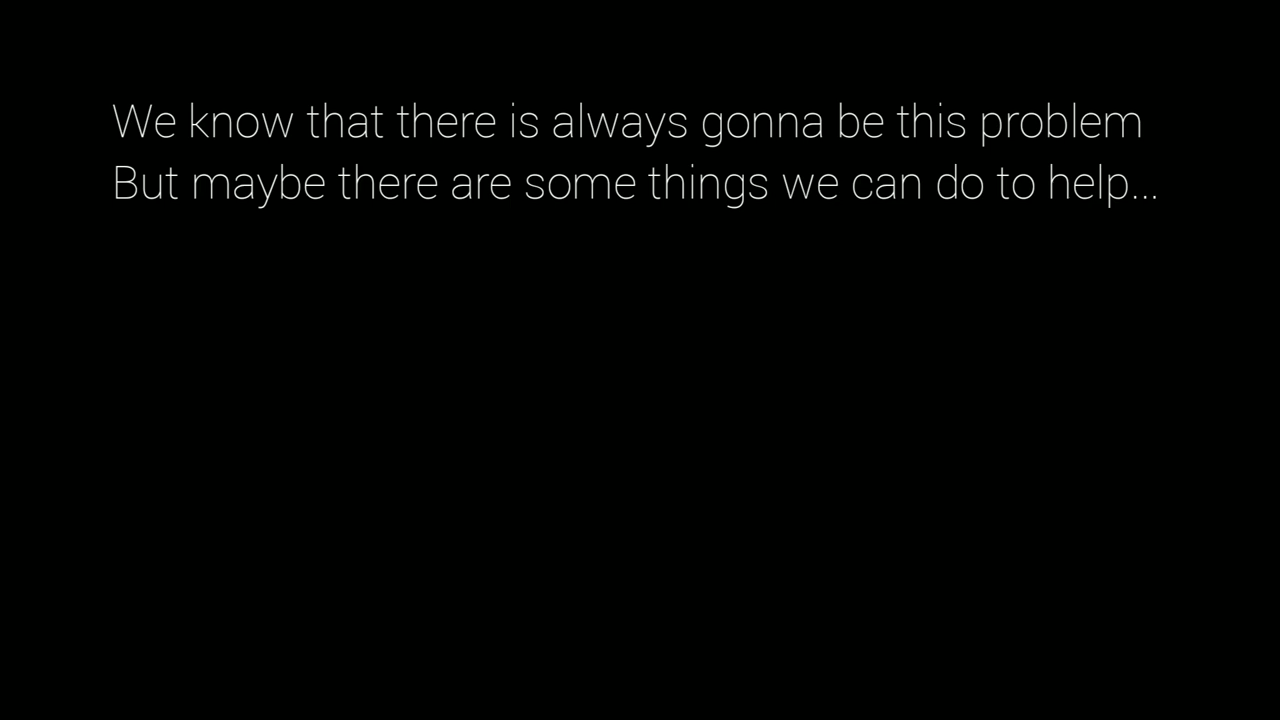 We know that there is always gonna be this problem
But maybe there are some things we can do to help...